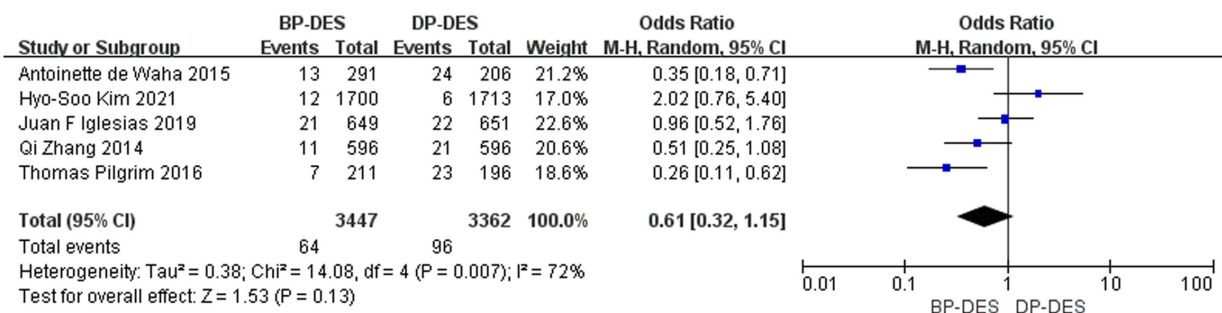 BP-DES DP-DES Odds Ratio Odds Ratio
Study or Subgroup Events Total Events Total Weight M-H, Random, 95% CI M-H, Random, 95% CI
Antoinette de Waha 2015 13 291 24 206 21.2% 0.35 [0.18, 0.71]
Hyo-Soo Kim 2021 12 1700 6 1713 17.0% 2.02 [0.76, 5.40]
Juan F Iglesias 2019 21 649 22 651 22.6% 0.96 [0.52, 1.76]
Qi Zhang 2014 11 596 21 596 20.6% 0.51 [0.25, 1.08]
Thomas Pilgrim 2016 7 211 23 196 18.6% 0.26 [0.11, 0.62]
Total (95% CI) 3447 3362 100.0% 0.61 [0.32, 1.15]
Total events 64 96
Heterogeneity: Tau² = 0.38; Chi² = 14.08, df = 4 (P = 0.007); I² = 72%
Test for overall effect: Z = 1.53 (P = 0.13)
0.01 0.1 1 10 100
BP-DES DP-DES